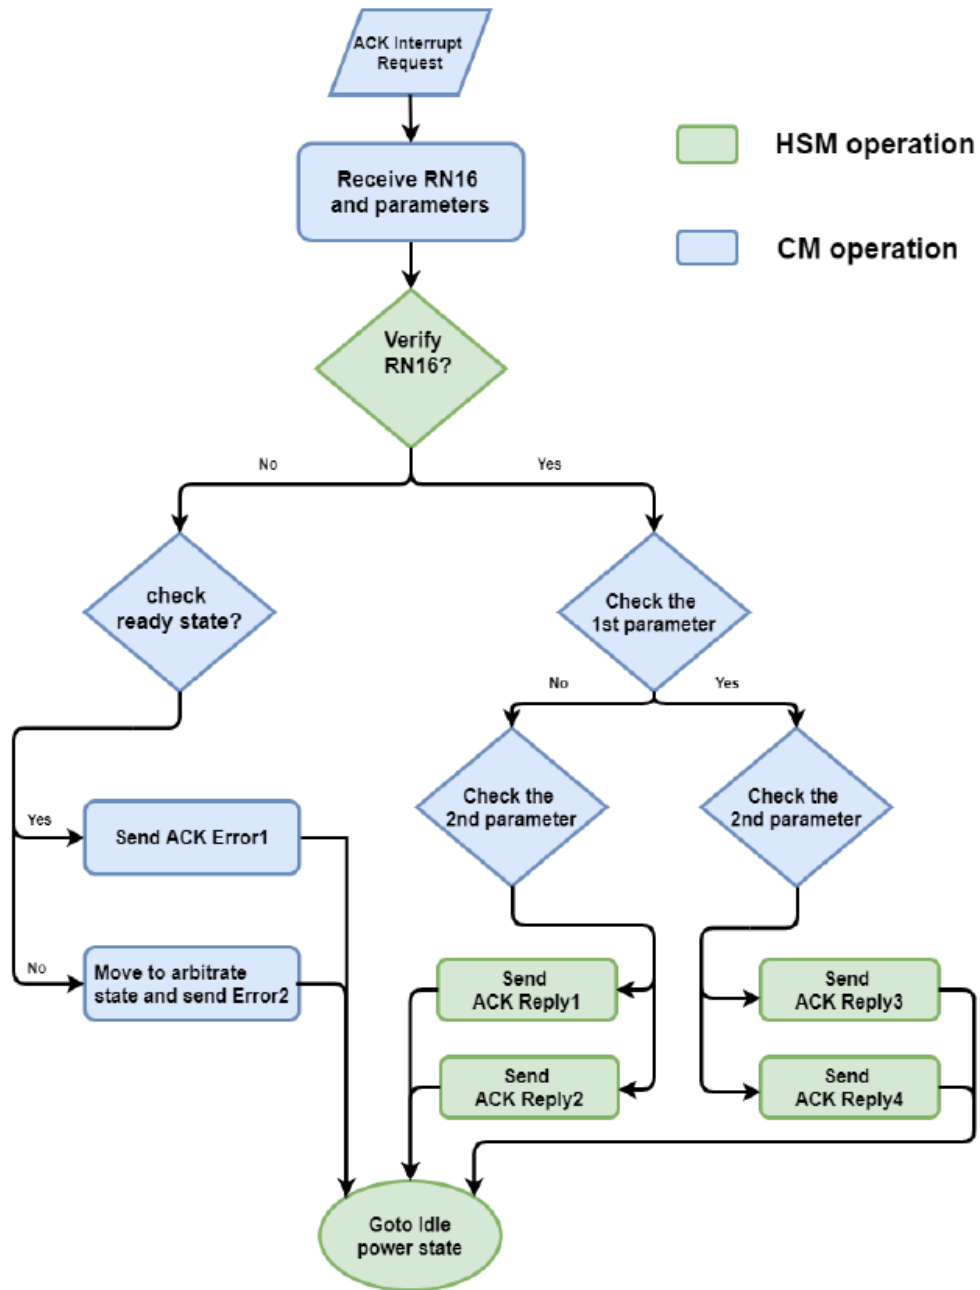 ACK Interrupt
Request
HSM operation
Receive RN16
and parameters
CM operation
Verify
RN16?
No
Yes
check
ready state?
Check the
1st parameter
No
Yes
Check the
2nd parameter
Check the
2nd parameter
Yes
Send ACK Error1
No
Move to arbitrate
state and send Error2
Send
ACK Reply1
Send
ACK Reply3
Send
ACK Reply2
Send
ACK Reply4
Goto Idle
power state